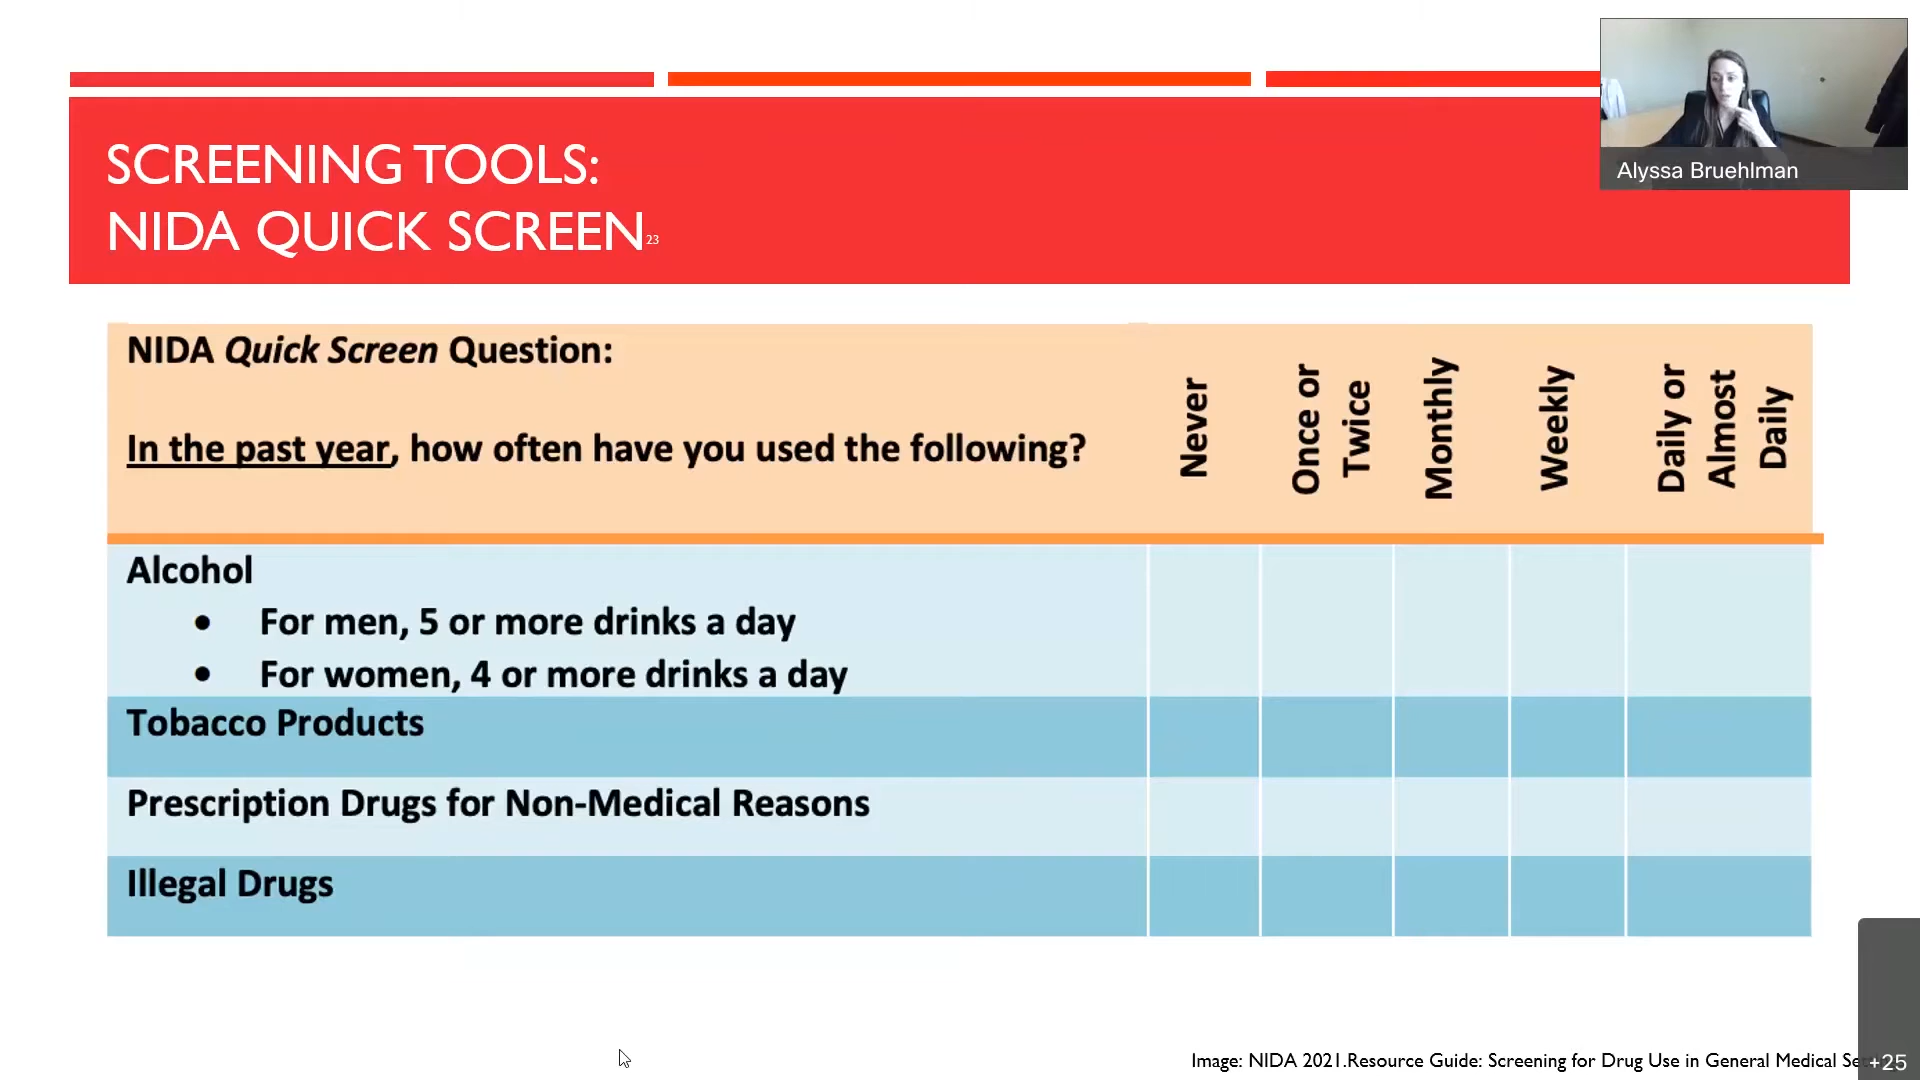 Alyssa Bruehlman
SCREENING TOOLS:
NIDA QUICK SCREEN 23
NIDA Quick Screen Question:
In the past year, how often have you used the following?
Never
Once or
Twice
Monthly
Weekly
Daily or
Almost
Daily
Alcohol
• For men, 5 or more drinks a day
• For women, 4 or more drinks a day
Tobacco Products
Prescription Drugs for Non-Medical Reasons
Illegal Drugs
Image: NIDA 2021.Resource Guide: Screening for Drug Use in General Medical
+25